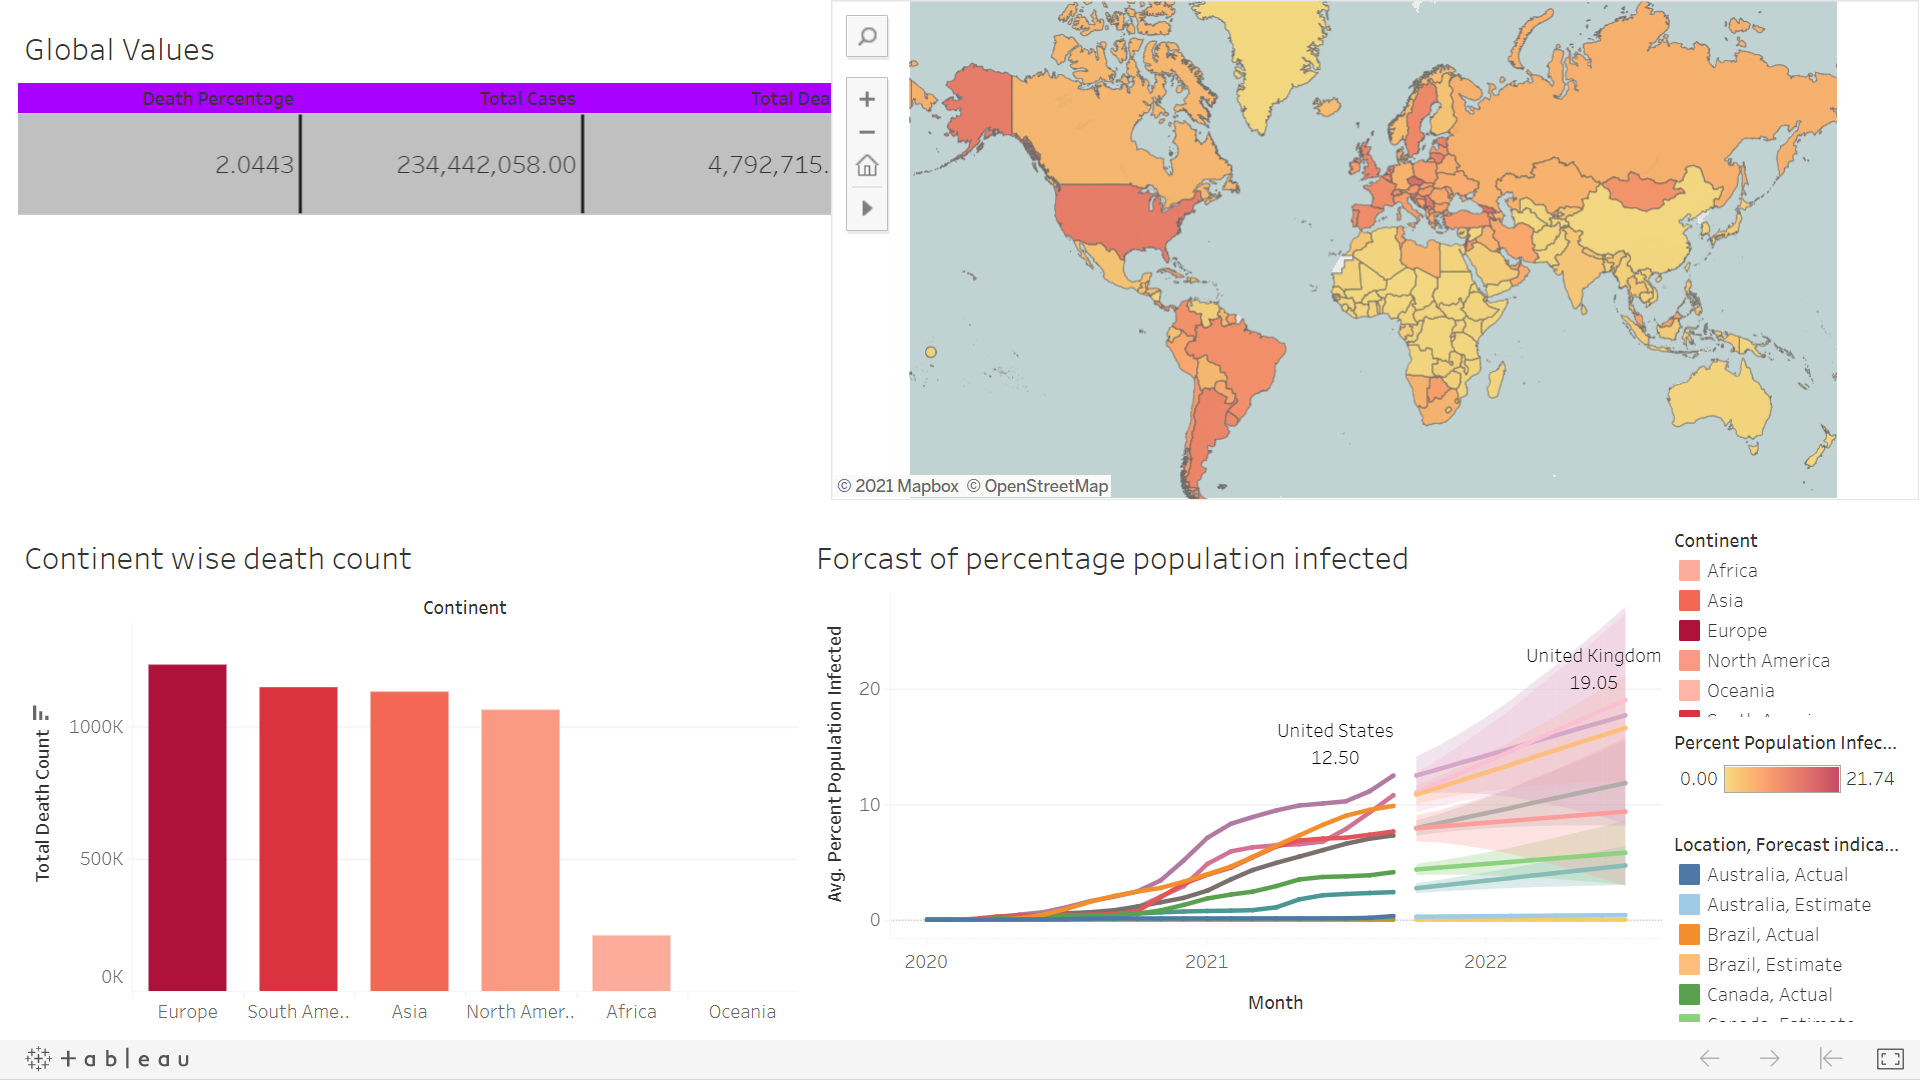 Global Values
Death Percentage
Total Cases
Total Dea
2.0443
234,442,058.00
4,792,715.
© 2021 Mapbox © OpenStreetMap
Continent wise death count
Continent
Total Death Count
1000K
500K
0K
Europe
South Ame..
Asia
North Amer..
Africa
Oceania
Forcast of percentage population infected
Avg. Percent Population Infected
20
10
0
United States
12.50
United Kingdom
19.05
2020
2021
2022
Month
Continent
Africa
Asia
Europe
North America
Oceania
Percent Population Infec...
0.00
21.74
Location, Forecast indica...
Australia, Actual
Australia, Estimate
Brazil, Actual
Brazil, Estimate
Canada, Actual
+ableau